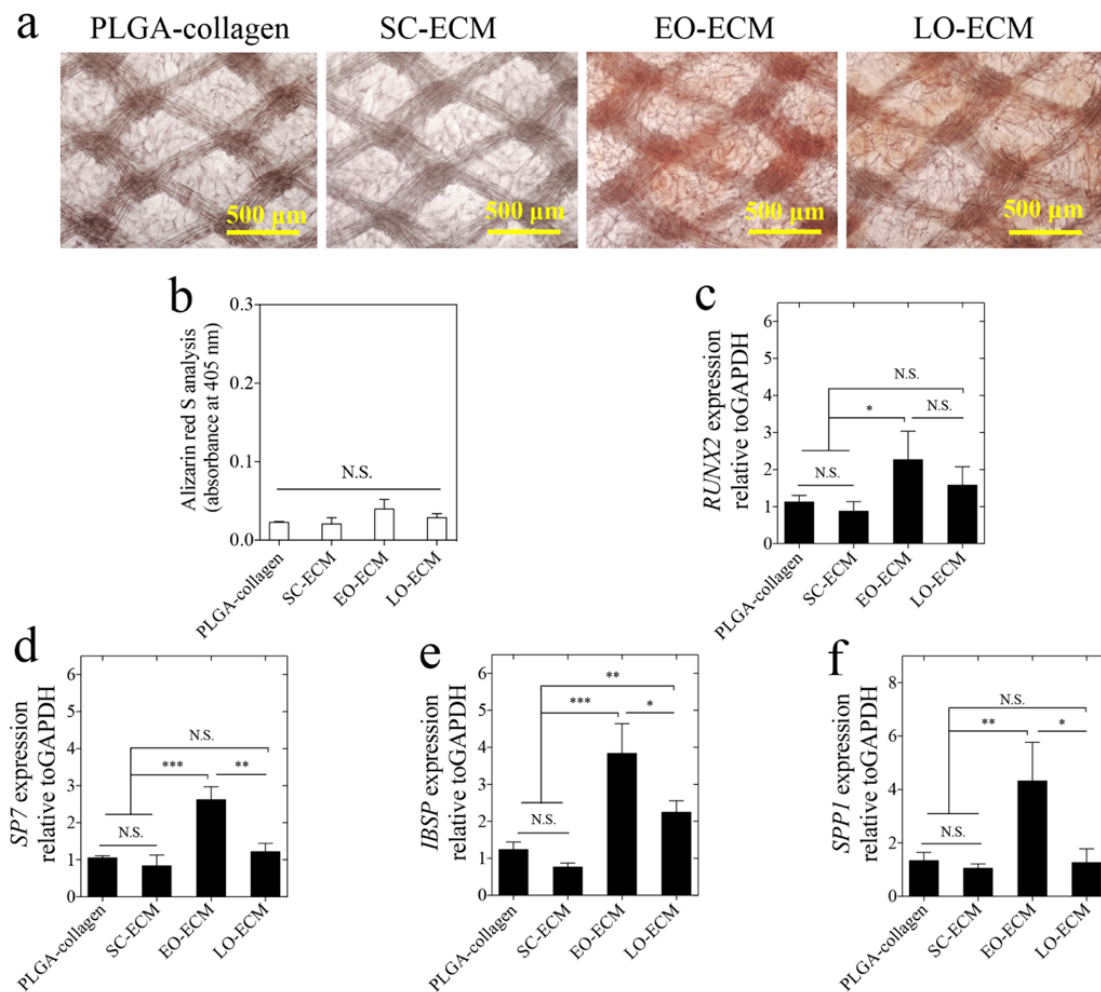 a
PLGA-collagen SC-ECM EO-ECM LO-ECM
500 µm 500 µm 500 µm 500 µm
b
Alizarin red S analysis
(absorbance at 405 nm)
0.3
0.2
0.1
0.0
N.S.
PLGA-collagen
SC-ECM
EO-ECM
LO-ECM
c
RUNX2 expression
relative toGAPDH
6
5
4
3
2
1
0
N.S.
* N.S.
N.S.
PLGA-collagen
SC-ECM
EO-ECM
LO-ECM
d
SP7 expression
relative toGAPDH
6
5
4
3
2
1
0
N.S.
*** **
N.S.
PLGA-collagen
SC-ECM
EO-ECM
LO-ECM
e
IBSP expression
relative toGAPDH
6
5
4
3
2
1
0
**
*** *
N.S.
PLGA-collagen
SC-ECM
EO-ECM
LO-ECM
f
SPP1 expression
relative toGAPDH
8
6
4
2
0
N.S.
** *
N.S.
PLGA-collagen
SC-ECM
EO-ECM
LO-ECM